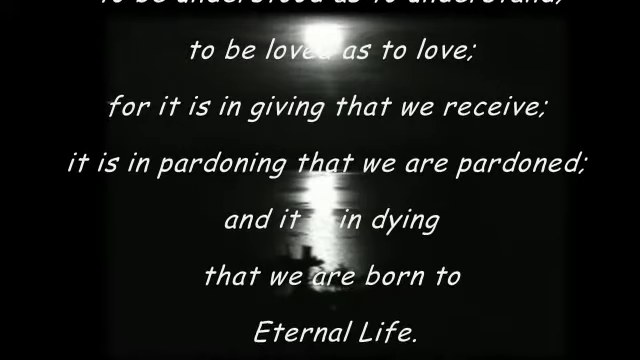 to be understood as to understand;
to be loved as to love;
for it is in giving that we receive;
it is in pardoning that we are pardoned;
and it is in dying
that we are born to
Eternal Life.